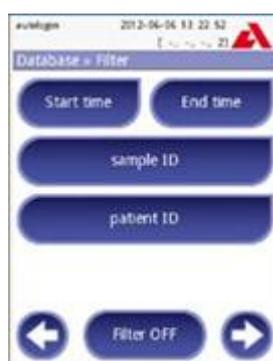 autologin 2012-06-06 13 22 52
Database » Filter
Start time End time
sample ID
patient ID
Filter OFF